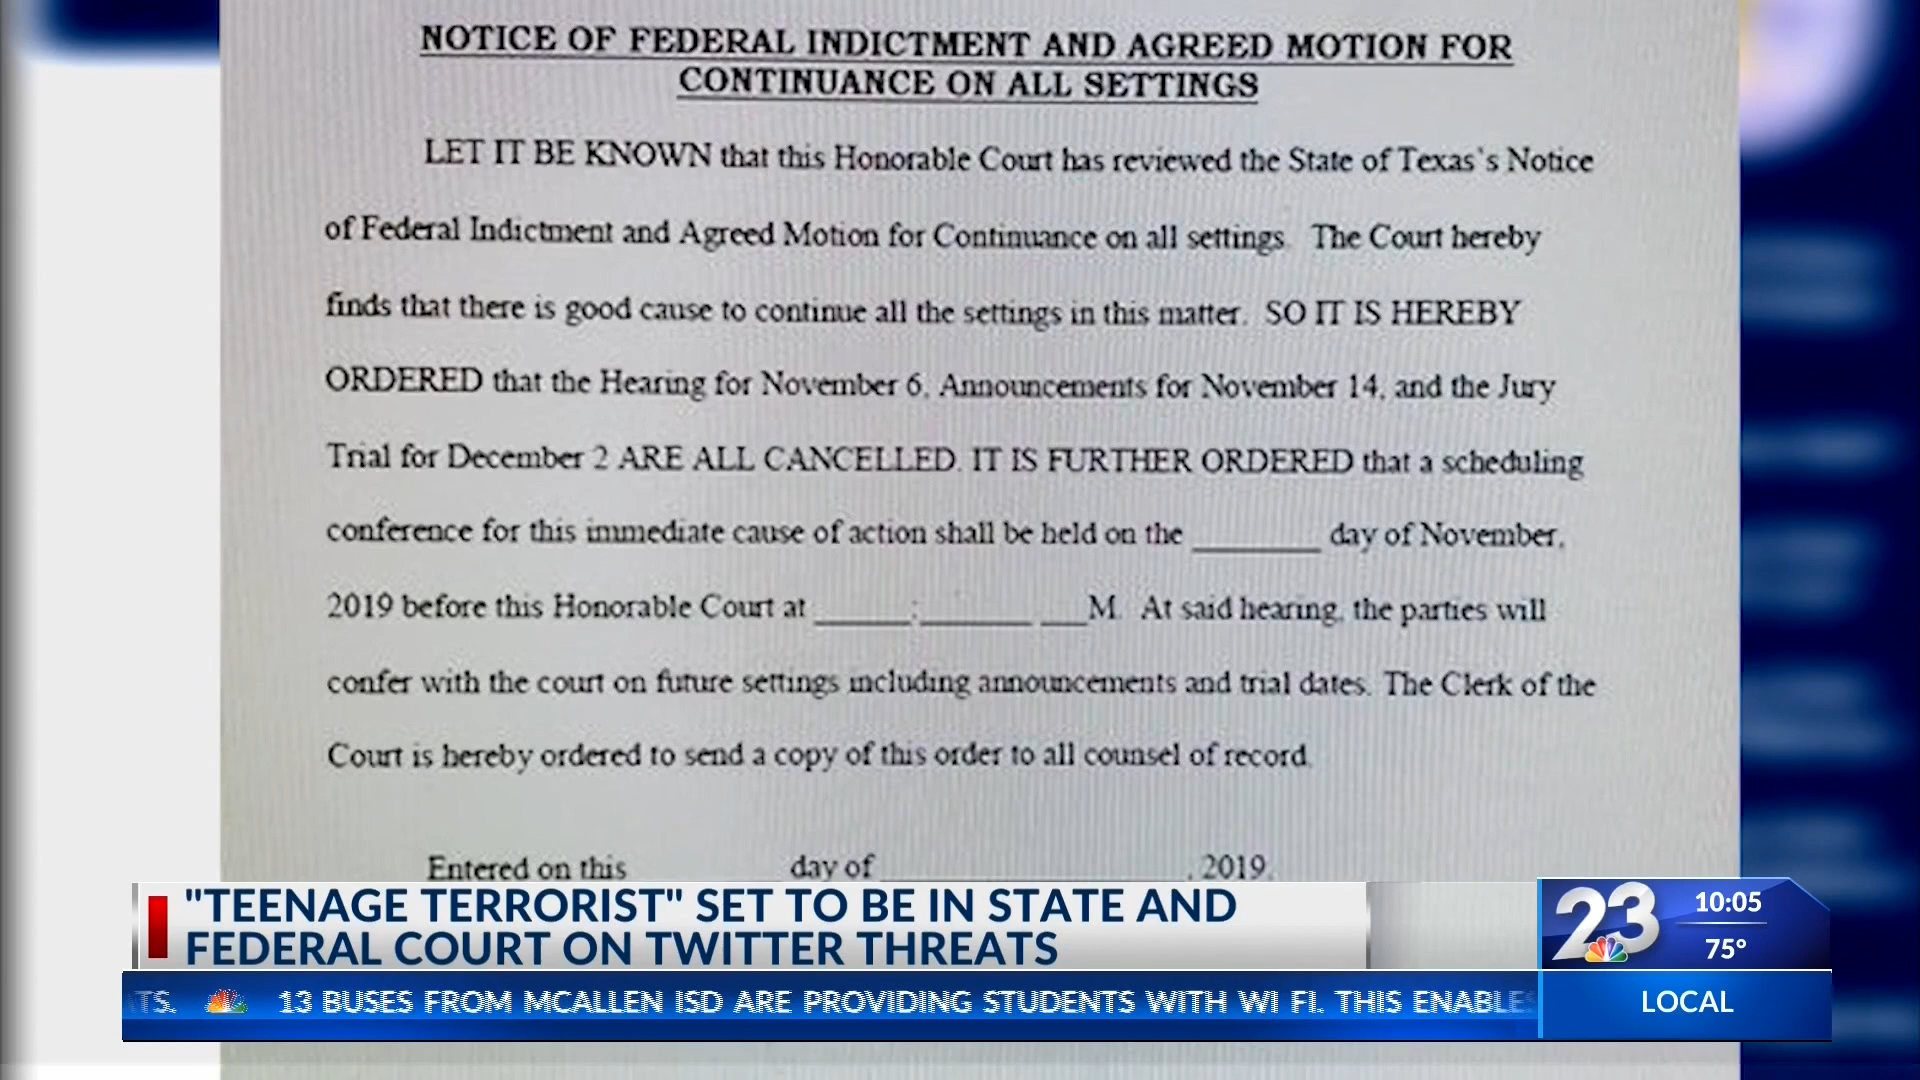 NOTICE OF FEDERAL INDICTMENT AND AGREED MOTION FOR
CONTINUANCE ON ALL SETTINGS
LET IT BE KNOWN that this Honorable Court has reviewed the State of Texas's Notice
of Federal Indictment and Agreed Motion for Continuance on all settings. The Court hereby
finds that there is good cause to continue all the settings in this matter. SO IT IS HEREBY
ORDERED that the Hearing for November 6, Announcements for November 14, and the Jury
Trial for December 2 ARE ALL CANCELLED. IT IS FURTHER ORDERED that a scheduling
conference for this immediate cause of action shall be held on the ________ day of November,
2019 before this Honorable Court at ______:_______ ___M. At said hearing, the parties will
confer with the court on future settings including announcements and trial dates. The Clerk of the
Court is hereby ordered to send a copy of this order to all counsel of record.
Entered on this __________ day of ___________________, 2019.
"TEENAGE TERRORIST" SET TO BE IN STATE AND
FEDERAL COURT ON TWITTER THREATS
23
10:05
75°
TS. 13 BUSES FROM MCALLEN ISD ARE PROVIDING STUDENTS WITH WI FI. THIS ENABLE
LOCAL